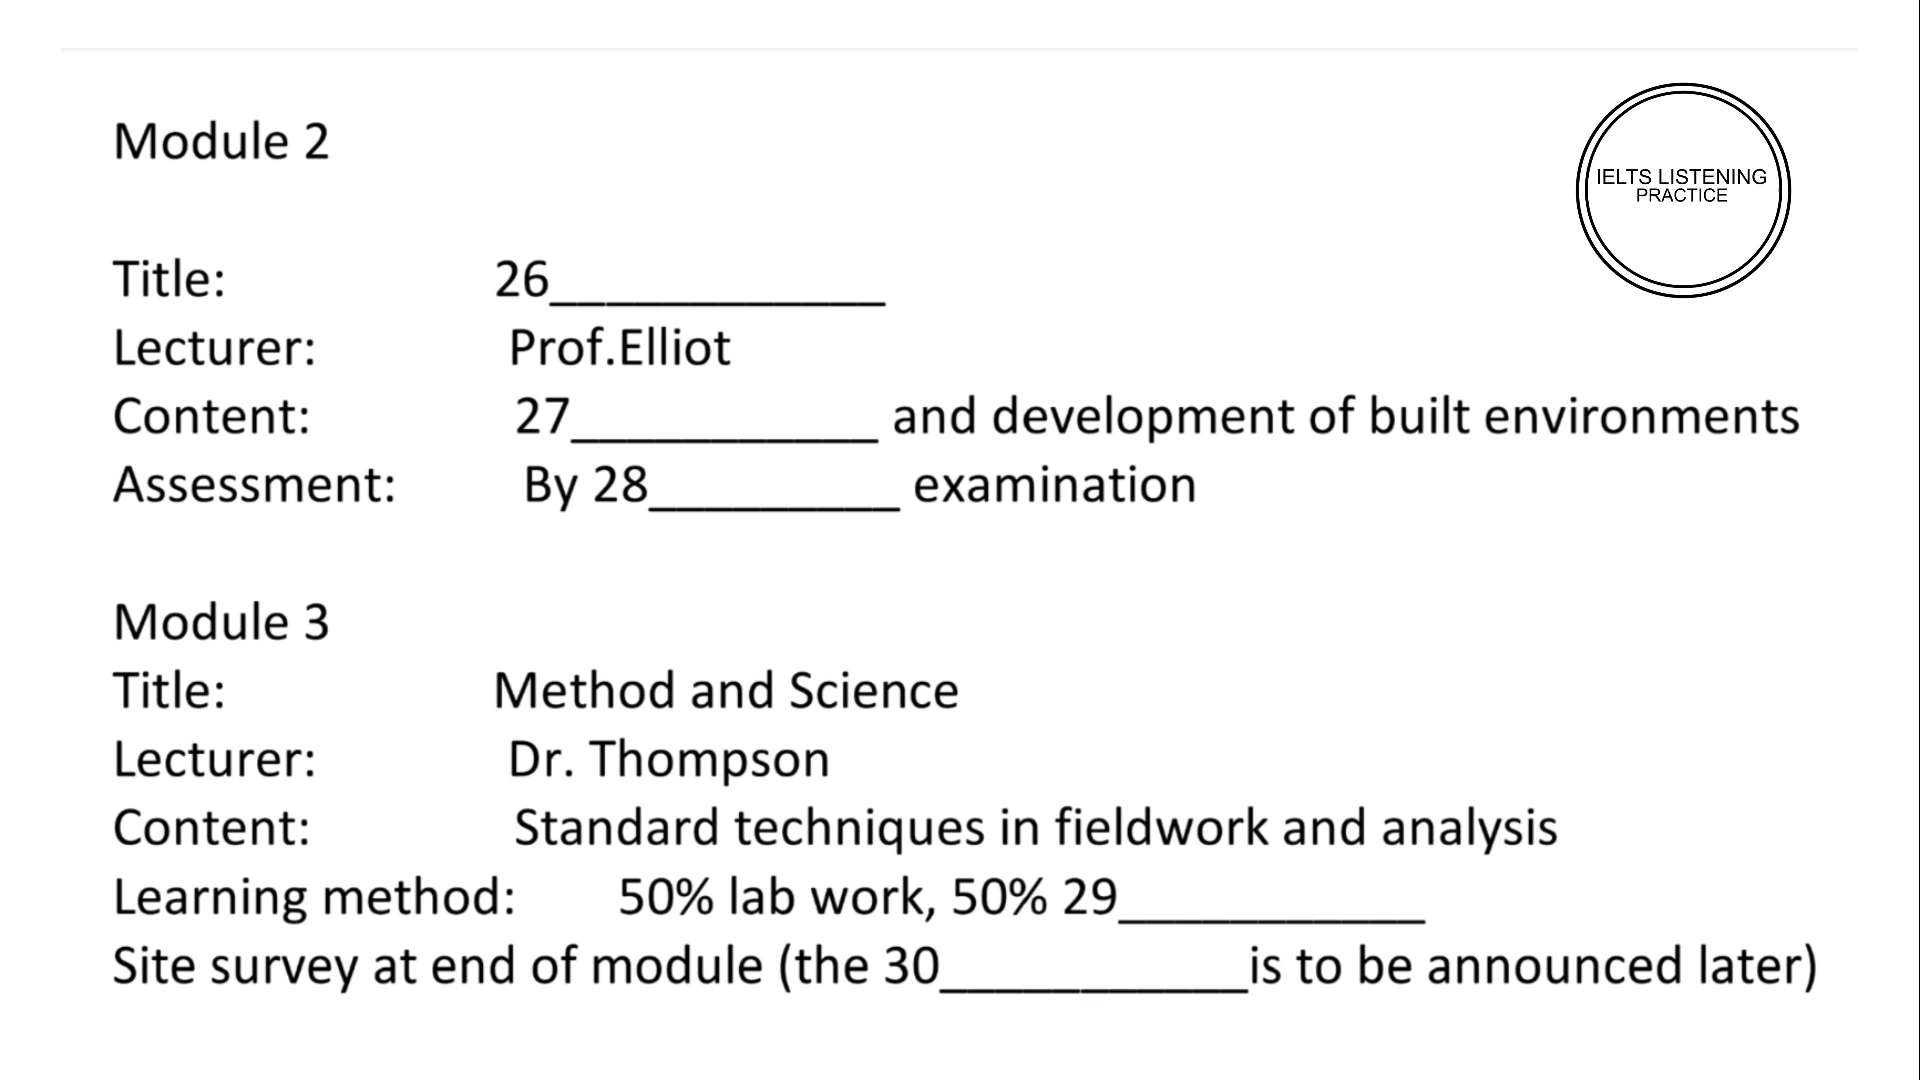 Module 2
IELTS LISTENING
PRACTICE
Title: 26____________
Lecturer: Prof.Elliot
Content: 27___________ and development of built environments
Assessment: By 28_________ examination
Module 3
Title: Method and Science
Lecturer: Dr. Thompson
Content: Standard techniques in fieldwork and analysis
Learning method: 50% lab work, 50% 29___________
Site survey at end of module (the 30___________is to be announced later)